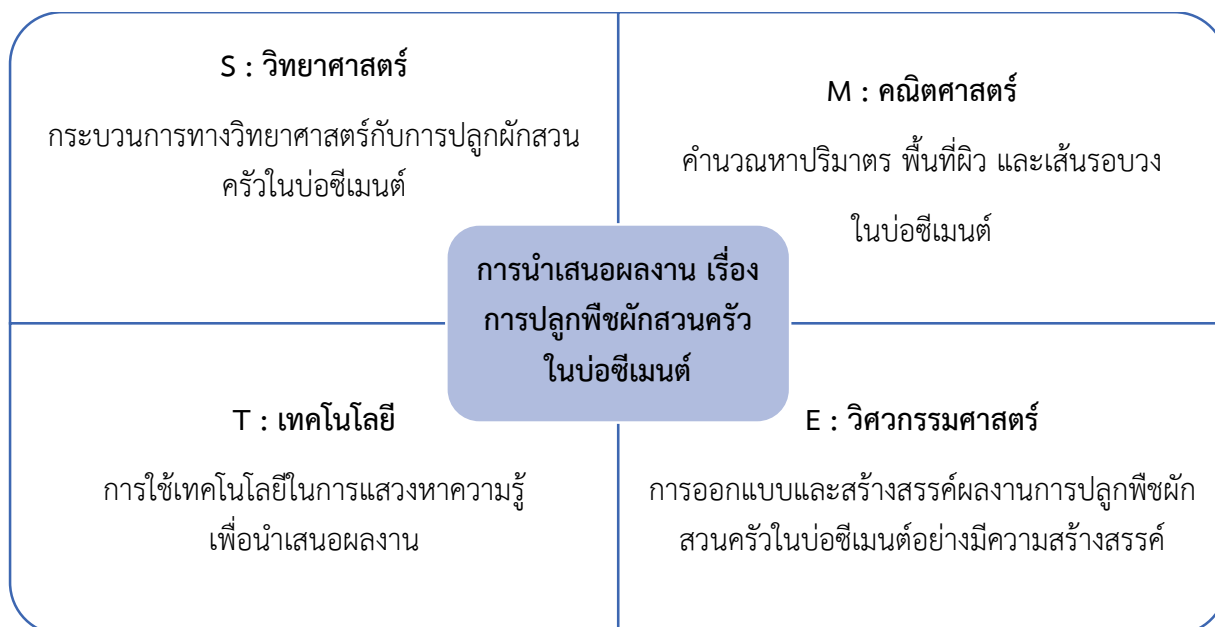 S : วิทยาศาสตร์
กระบวนการทางวิทยาศาสตร์กับการปลูกผักสวน
ครัวในบ่อซีเมนต์
M : คณิตศาสตร์
คำนวณหาปริมาตร พื้นที่ผิว และเส้นรอบวง
ในบ่อซีเมนต์
การนำเสนอผลงาน เรื่อง
การปลูกพืชผักสวนครัว
ในบ่อซีเมนต์
T : เทคโนโลยี
การใช้เทคโนโลยีในการแสวงหาความรู้
เพื่อนำเสนอผลงาน
E : วิศวกรรมศาสตร์
การออกแบบและสร้างสรรค์ผลงานการปลูกพืชผัก
สวนครัวในบ่อซีเมนต์อย่างมีความสร้างสรรค์